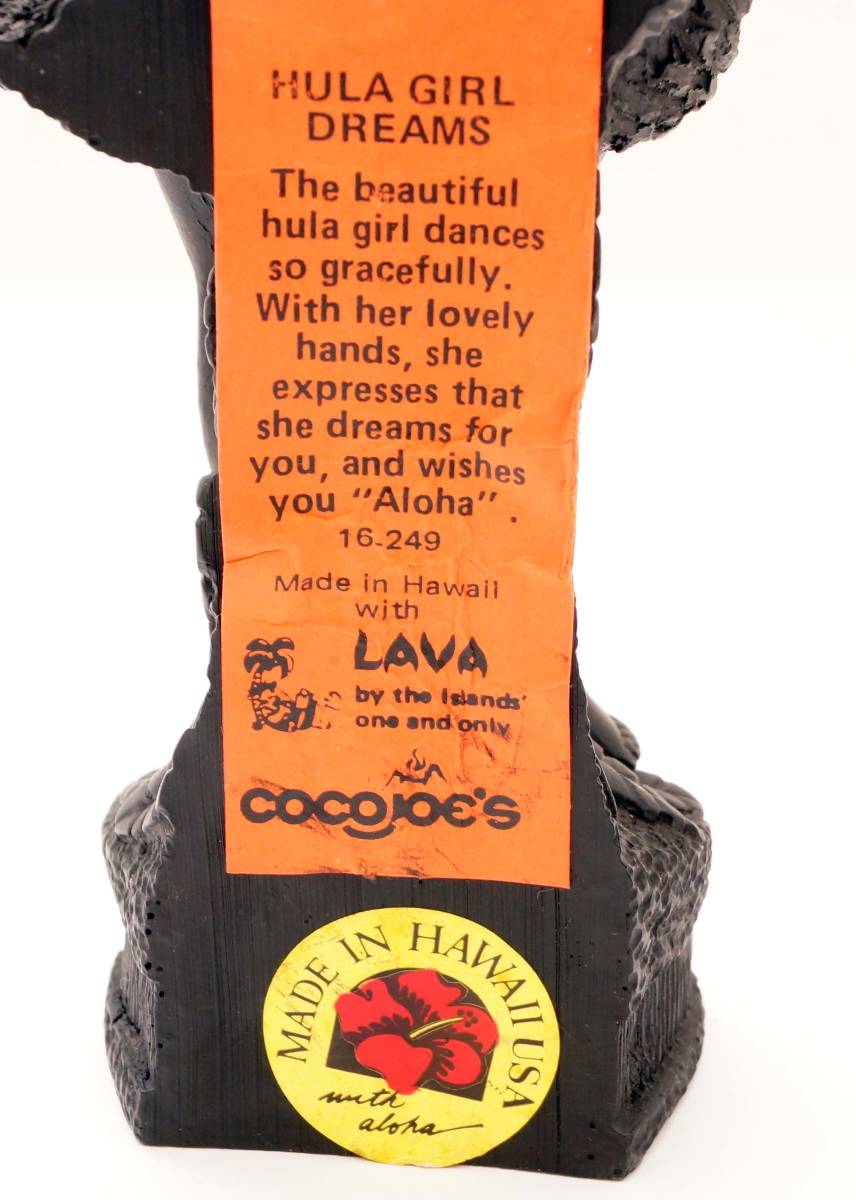 HULA GIRL
DREAMS
The beautiful
hula girl dances
so gracefully.
With her lovely
hands, she
expresses that
she dreams for
you, and wishes
you "Aloha".
16-249
Made in Hawaii
with
LAVA
by the Islands'
one and only
COCO JOE'S
MADE IN HAWAII USA
with
aloha